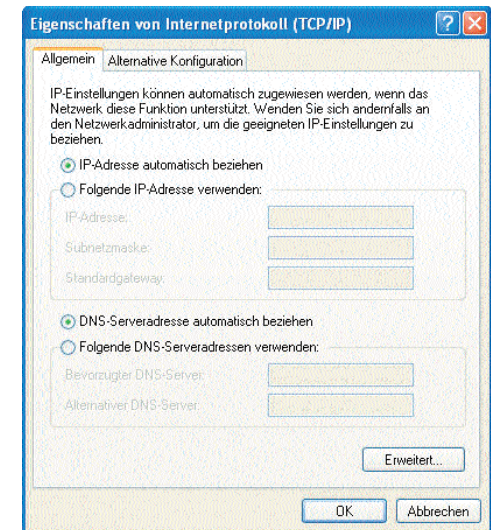 Eigenschaften von Internetprotokoll (TCP/IP)
Allgemein
Alternative Konfiguration
IP-Einstellungen können automatisch zugewiesen werden, wenn das
Netzwerk diese Funktion unterstützt. Wenden Sie sich andernfalls an
den Netzwerkadministrator, um die geeigneten IP-Einstellungen zu
beziehen.
IP-Adresse automatisch beziehen
Folgende IP-Adresse verwenden:
IP-Adresse:
Subnetzmaske:
Standardgateway:
DNS-Serveradresse automatisch beziehen
Folgende DNS-Serveradressen verwenden:
Bevorzugter DNS-Server:
Alternativer DNS-Server:
Erweitert...
OK
Abbrechen